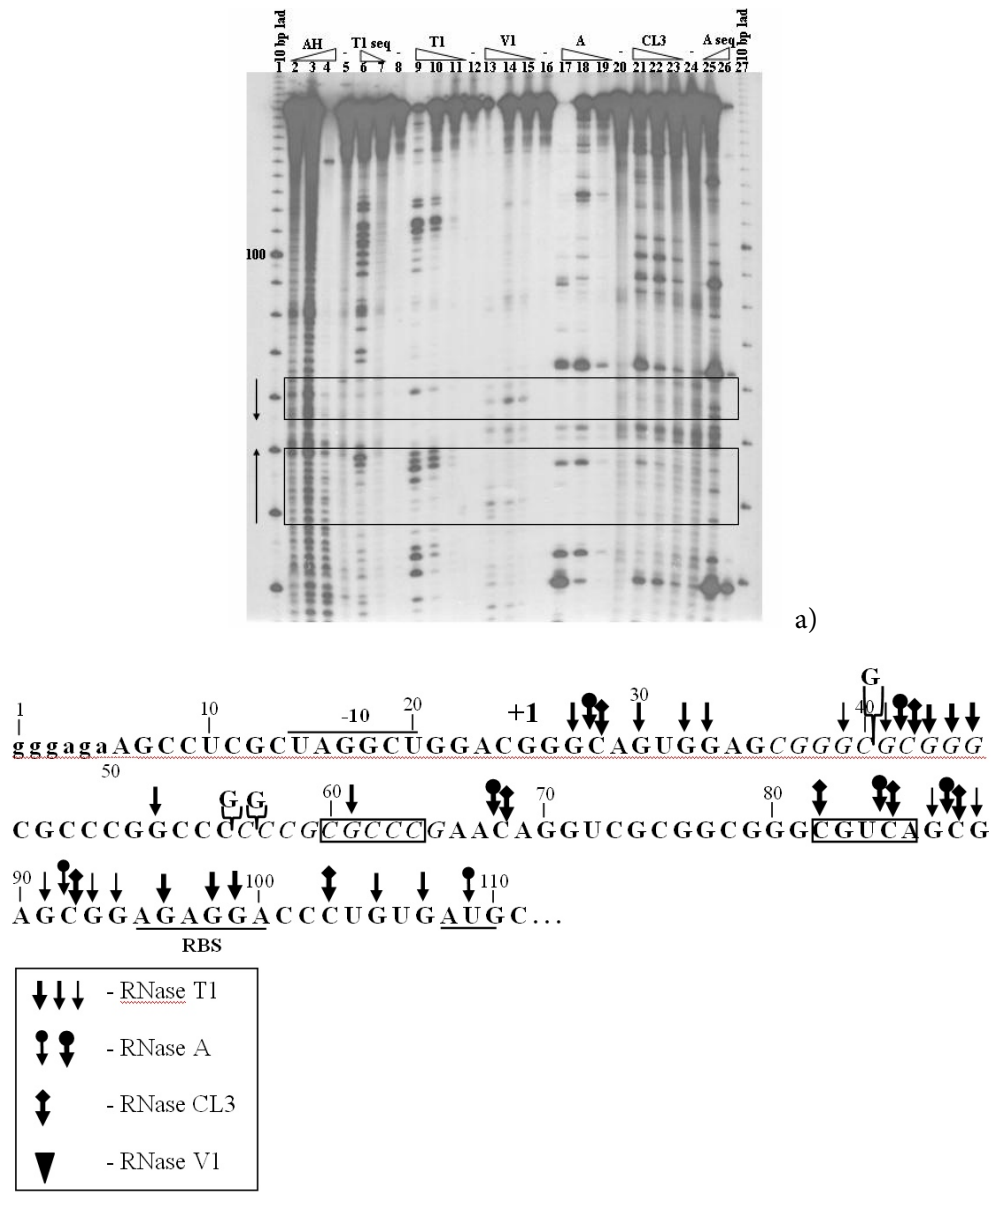 10 bp lad AH - T1 seq - T1 - V1 - A - CL3 - A seq 10 bp lad
2 3 4 5 6 7 8 9 10 11 12 13 14 15 16 17 18 19 20 21 22 23 24 25 26 27
100
a)
G
1 10 -10 20 +1 30 40
gggagaAGCCUCGCUAGGCUGGACGGGCAGUGGAGCGGGCGCGGG
50
G G 60 70 80
CGCCCGGCCCCCCGCGCCCGAACAGGUCGCGGCGGGCGUCAGCG
90 100 110
AGCGGAGAGGACCCUGUGAUGC...
RBS
- RNase T1
- RNase A
- RNase CL3
- RNase V1